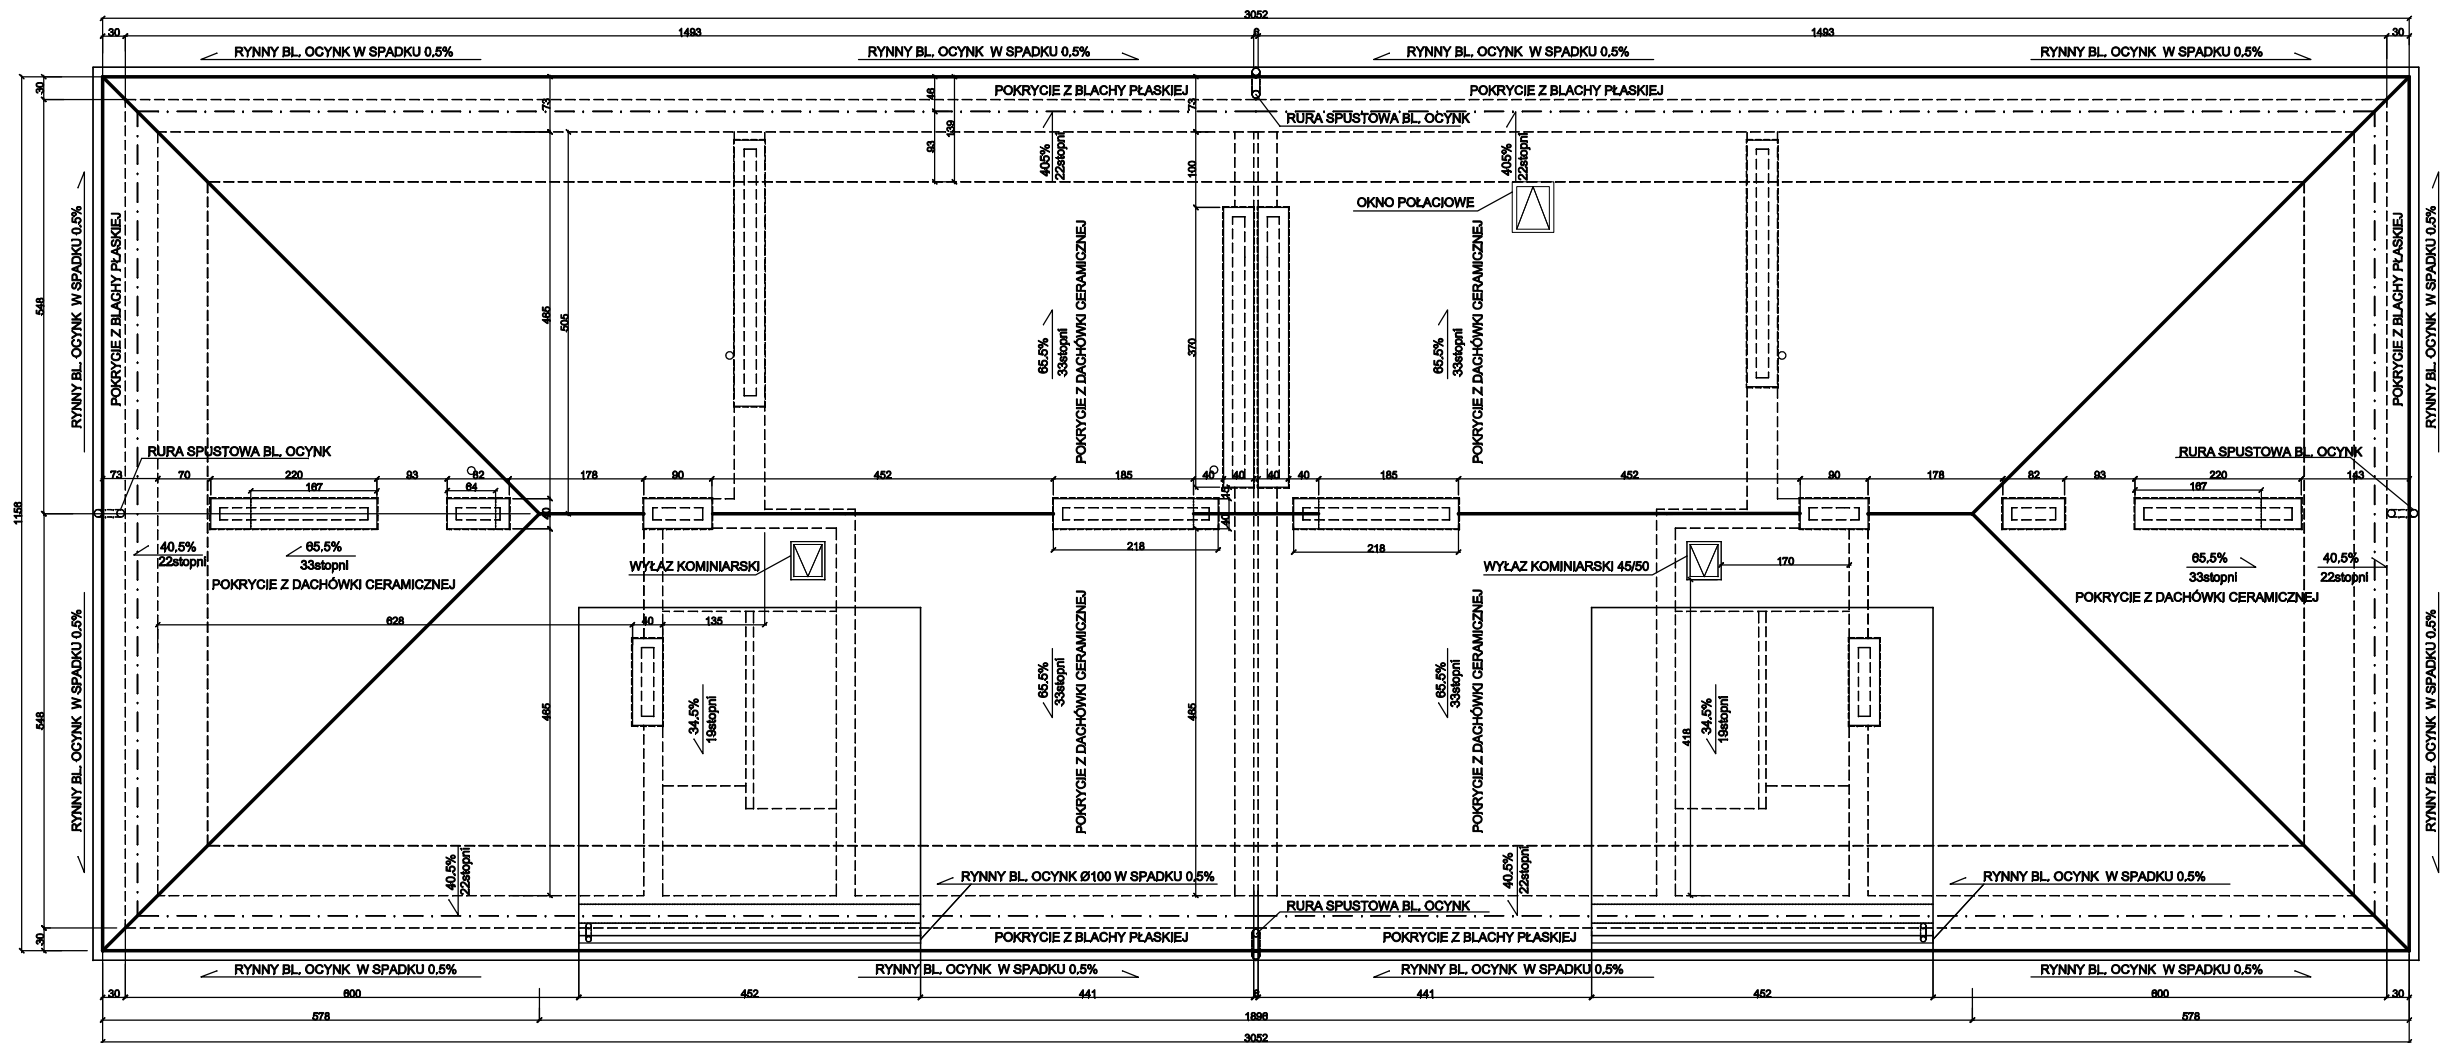 3052
30
1493
6
1493
30
RYNNY BL. OCYNK W SPADKU 0,5%
RYNNY BL. OCYNK W SPADKU 0,5%
RYNNY BL. OCYNK W SPADKU 0,5%
RYNNY BL. OCYNK W SPADKU 0,5%
30
73
46
139
93
73
POKRYCIE Z BLACHY PŁASKIEJ
POKRYCIE Z BLACHY PŁASKIEJ
RURA SPUSTOWA BL. OCYNK
405%
22stopni
405%
22stopni
100
OKNO POŁACIOWE
RYNNY BL. OCYNK W SPADKU 0.5%
POKRYCIE Z BLACHY PŁASKIEJ
548
1156
465
505
65.5%
33stopni
POKRYCIE Z DACHÓWKI CERAMICZNEJ
370
65.5%
33stopni
POKRYCIE Z DACHÓWKI CERAMICZNEJ
POKRYCIE Z BLACHY PŁASKIEJ
RYNNY BL. OCYNK W SPADKU 0.5%
RURA SPUSTOWA BL. OCYNK
RURA SPUSTOWA BL. OCYNK
73
70
220
93
82
178
90
452
185
40
40
40
40
185
452
90
178
82
93
220
143
167
64
167
15
40
40
218
218
40,5%
22stopni
65,5%
33stopni
POKRYCIE Z DACHÓWKI CERAMICZNEJ
WYŁAZ KOMINIARSKI
WYŁAZ KOMINIARSKI 45/50
170
65,5%
33stopni
40,5%
22stopni
POKRYCIE Z DACHÓWKI CERAMICZNEJ
628
40
135
RYNNY BL. OCYNK W SPADKU 0.5%
548
465
34.5%
19stopni
65.5%
33stopni
POKRYCIE Z DACHÓWKI CERAMICZNEJ
465
65.5%
33stopni
POKRYCIE Z DACHÓWKI CERAMICZNEJ
418
34.5%
19stopni
RYNNY BL. OCYNK W SPADKU 0.5%
40.5%
22stopni
40.5%
22stopni
RYNNY BL. OCYNK Ø100 W SPADKU 0,5%
RYNNY BL. OCYNK W SPADKU 0,5%
RURA SPUSTOWA BL. OCYNK
30
POKRYCIE Z BLACHY PŁASKIEJ
POKRYCIE Z BLACHY PŁASKIEJ
RYNNY BL. OCYNK W SPADKU 0,5%
RYNNY BL. OCYNK W SPADKU 0,5%
RYNNY BL. OCYNK W SPADKU 0,5%
RYNNY BL. OCYNK W SPADKU 0,5%
30
600
452
441
6
441
452
600
30
578
1896
578
3052